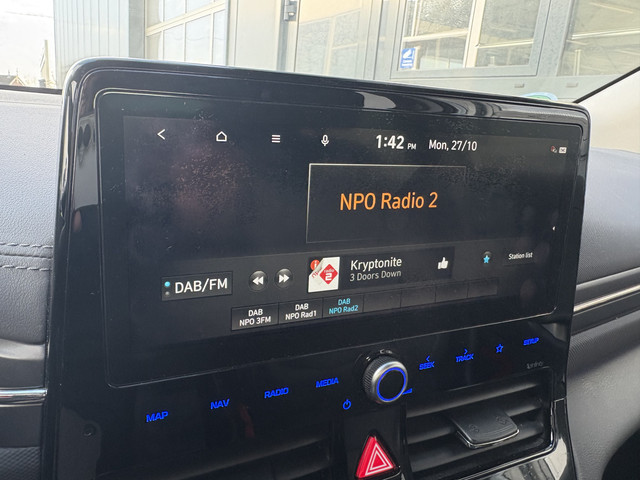 1:42 PM Mon, 27/10
NPO Radio 2
DAB/FM
Kryptonite
3 Doors Down
Station list
DAB
NPO 3FM
DAB
NPO Rad1
DAB
NPO Rad2
MAP
NAV
RADIO
MEDIA
SEEK
TRACK
SETUP